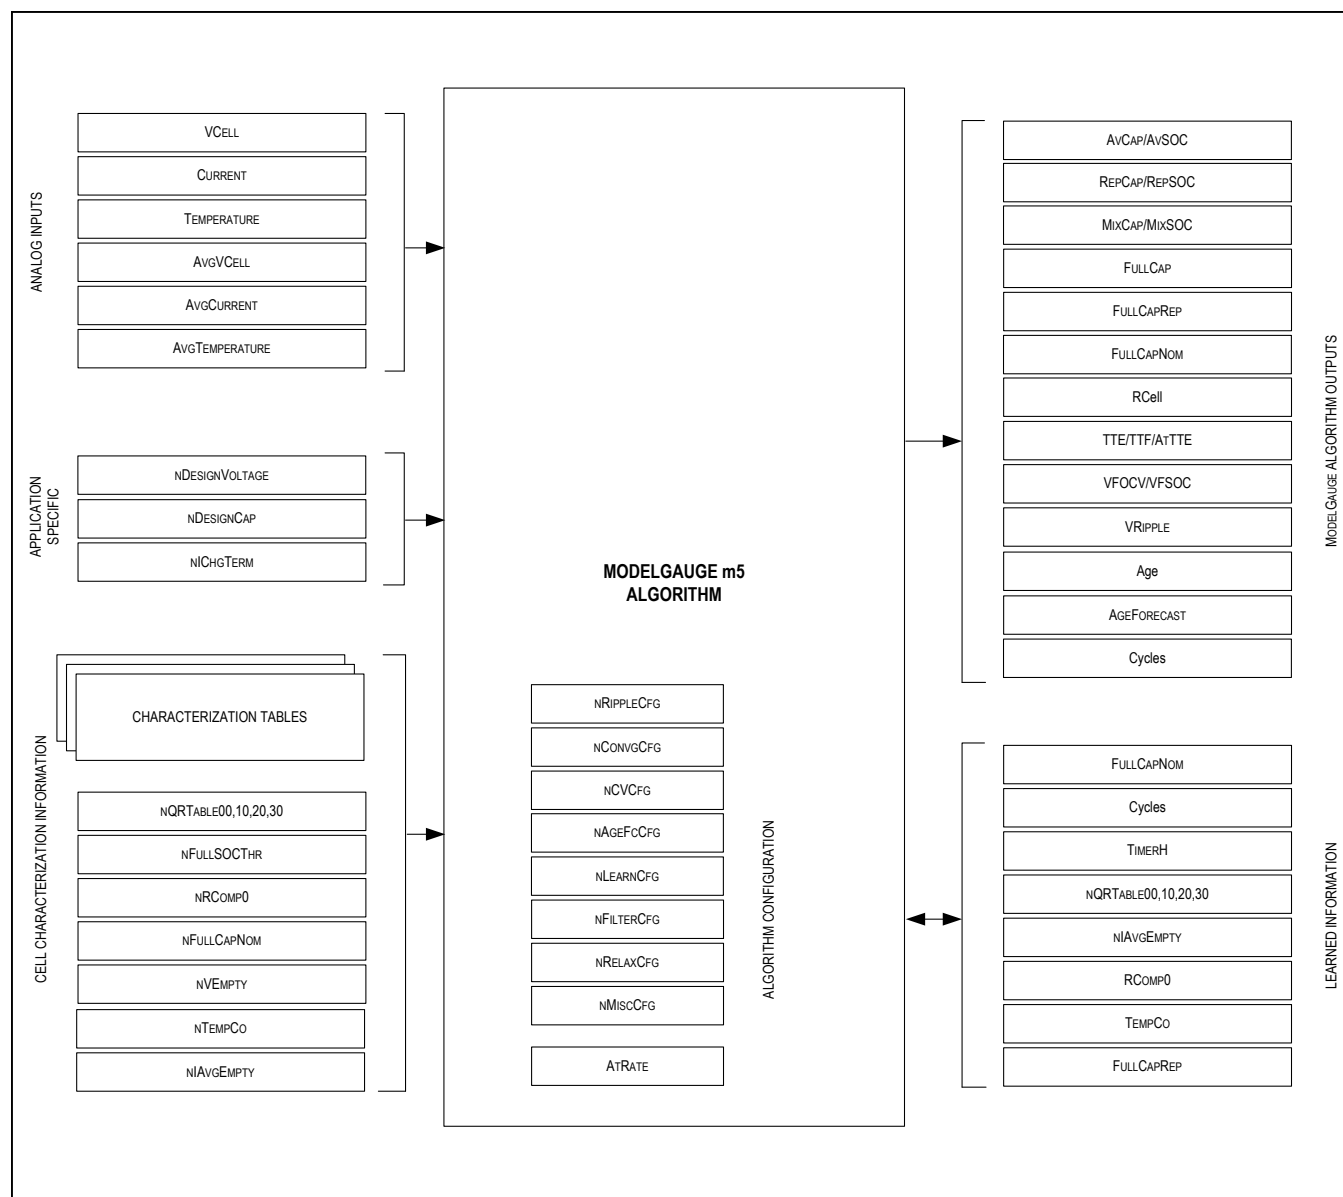 ANALOG INPUTS
VCELL
CURRENT
TEMPERATURE
AVGVCELL
AVGCURRENT
AVGTEMPERATURE
APPLICATION
SPECIFIC
NDESIGNVOLTAGE
NDESIGNCAP
NICHGTERM
CELL CHARACTERIZATION INFORMATION
CHARACTERIZATION TABLES
NQRTABLE00,10,20,30
NFULLSOCTHR
NRCOMP0
NFULLCAPNOM
NVEMPTY
NTEMPCO
NIAVGEMPTY
MODELGAUGE m5
ALGORITHM
NRIPPLECFG
NCONVGCFG
NCVCFG
NAGEFCCFG
NLEARNCFG
NFILTERCFG
NRELAXCFG
NMISCCFG
ATRATE
ALGORITHM CONFIGURATION
AVCAP/AVSOC
REPCAP/REPSOC
MIXCAP/MIXSOC
FULLCAP
FULLCAPREP
FULLCAPNOM
RCell
TTE/TTF/ATTTE
VFOCV/VFSOC
VRIPPLE
Age
AGEFORECAST
Cycles
MODELGAUGE ALGORITHM OUTPUTS
FULLCAPNOM
Cycles
TIMERH
NQRTABLE00,10,20,30
NIAVGEMPTY
RCOMP0
TEMPCO
FULLCAPREP
LEARNED INFORMATION